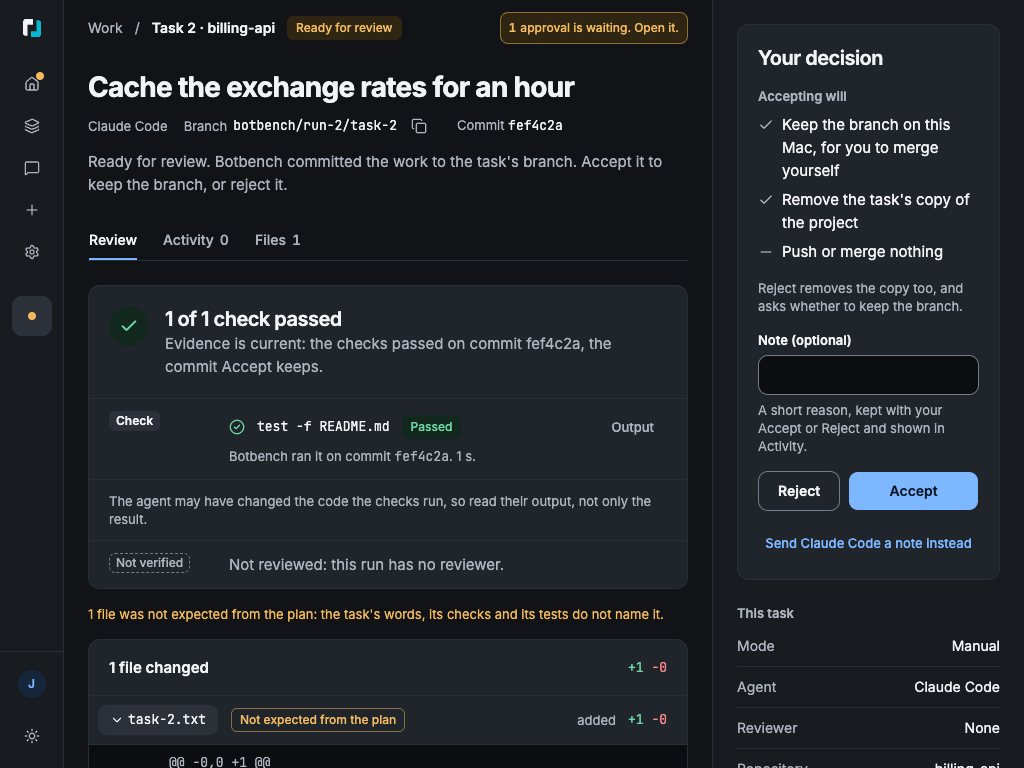 Work / Task 2 · billing-api Ready for review
1 approval is waiting. Open it.
Cache the exchange rates for an hour
Claude Code Branch botbench/run-2/task-2 Commit fef4c2a
Ready for review. Botbench committed the work to the task's branch. Accept it to
keep the branch, or reject it.
Review Activity 0 Files 1
1 of 1 check passed
Evidence is current: the checks passed on commit fef4c2a, the
commit Accept keeps.
Check test -f README.md Passed Output
Botbench ran it on commit fef4c2a. 1 s.
The agent may have changed the code the checks run, so read their output, not only the
result.
Not verified Not reviewed: this run has no reviewer.
1 file was not expected from the plan: the task's words, its checks and its tests do not name it.
1 file changed +1 -0
task-2.txt Not expected from the plan added +1 -0
@@ -0,0 +1 @@
J
Your decision
Accepting will
Keep the branch on this
Mac, for you to merge
yourself
Remove the task's copy of
the project
Push or merge nothing
Reject removes the copy too, and
asks whether to keep the branch.
Note (optional)
A short reason, kept with your
Accept or Reject and shown in
Activity.
Reject Accept
Send Claude Code a note instead
This task
Mode Manual
Agent Claude Code
Reviewer None
Repository billing-api